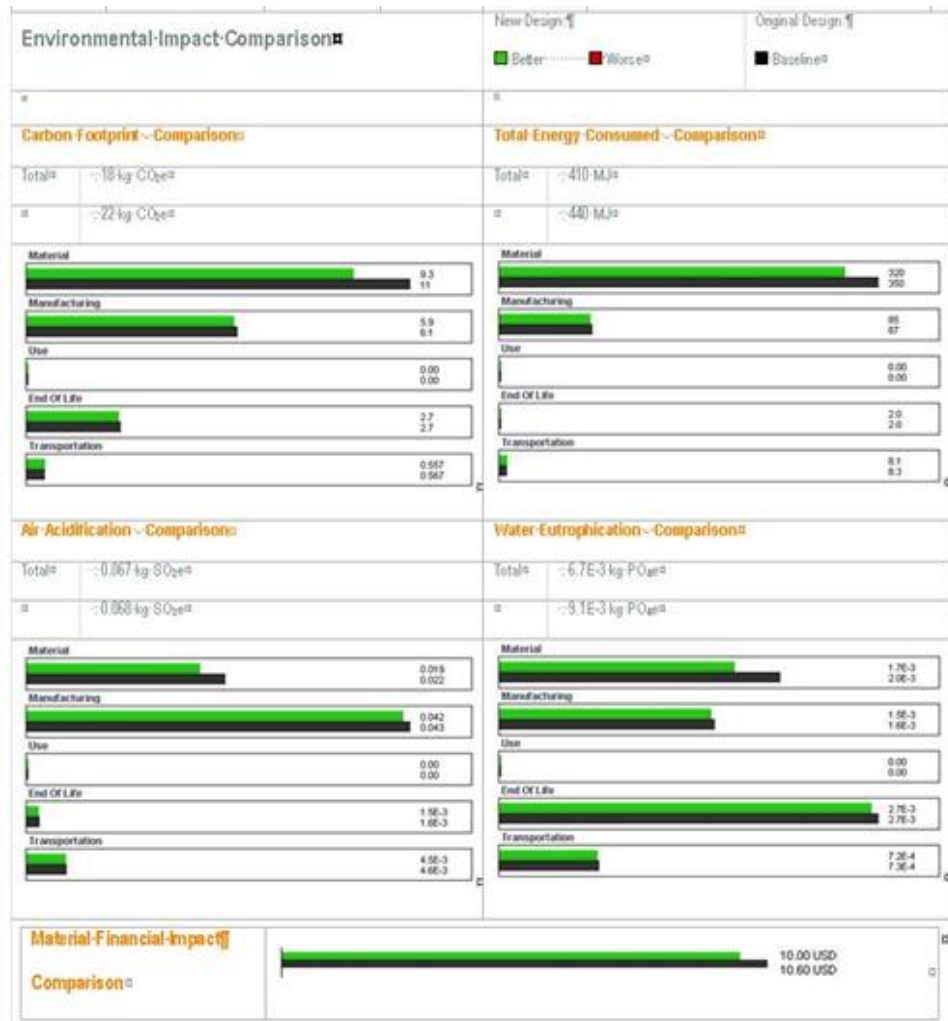 Environmental Impact Comparison¤
New Design ¶
Better Worse¤
Original Design ¶
Baseline¤
Carbon Footprint - Comparison¤
Total¤ 18 kg CO₂e¤
22 kg CO₂e¤
Material
9.3
11
Manufacturing
5.9
6.1
Use
0.00
0.00
End Of Life
2.7
2.7
Transportation
0.557
0.567
Total Energy Consumed - Comparison¤
Total¤ 410 MJ¤
440 MJ¤
Material
320
350
Manufacturing
85
87
Use
0.00
0.00
End Of Life
2.0
2.0
Transportation
8.1
8.3
Air Acidification - Comparison¤
Total¤ 0.067 kg SO₂e¤
0.068 kg SO₂e¤
Material
0.019
0.022
Manufacturing
0.042
0.043
Use
0.00
0.00
End Of Life
1.5E-3
1.6E-3
Transportation
4.5E-3
4.6E-3
Water Eutrophication - Comparison¤
Total¤ 6.7E-3 kg PO₄e¤
9.1E-3 kg PO₄e¤
Material
1.7E-3
2.0E-3
Manufacturing
1.5E-3
1.6E-3
Use
0.00
0.00
End Of Life
2.7E-3
2.7E-3
Transportation
7.2E-4
7.3E-4
Material Financial Impact¶
Comparison¤
10.00 USD
10.60 USD